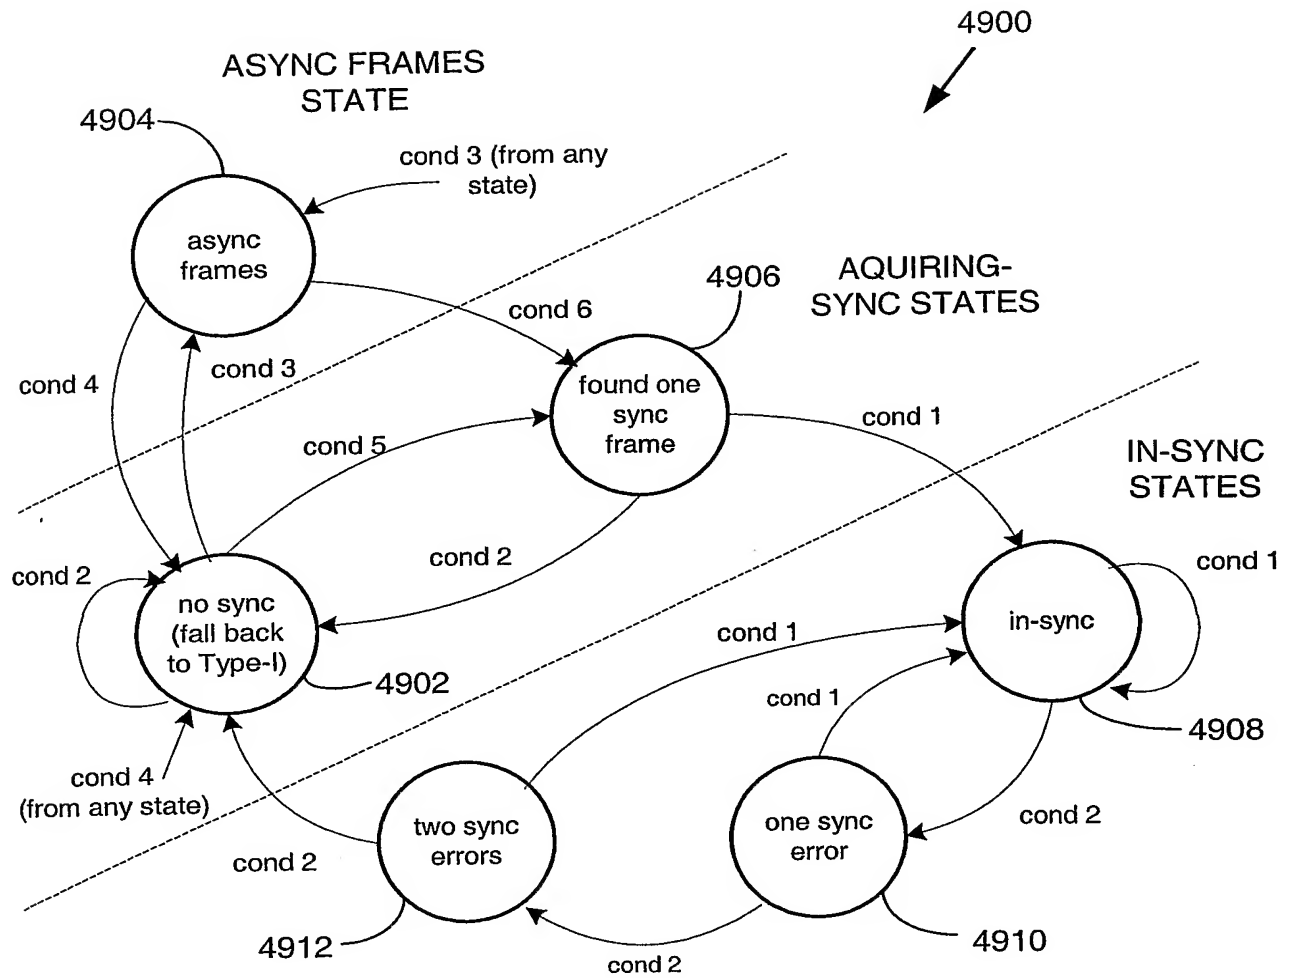 4900
ASYNC FRAMES
STATE
4904
cond 3 (from any
state)
async
frames
4906
AQUIRING-
SYNC STATES
cond 6
cond 3
cond 4
found one
sync
frame
cond 1
cond 5
IN-SYNC
STATES
cond 2
cond 2
cond 1
no sync
(fall back
to Type-I)
in-sync
cond 1
4902
cond 1
4908
cond 4
(from any state)
cond 2
two sync
errors
one sync
error
cond 2
4912
4910
cond 2